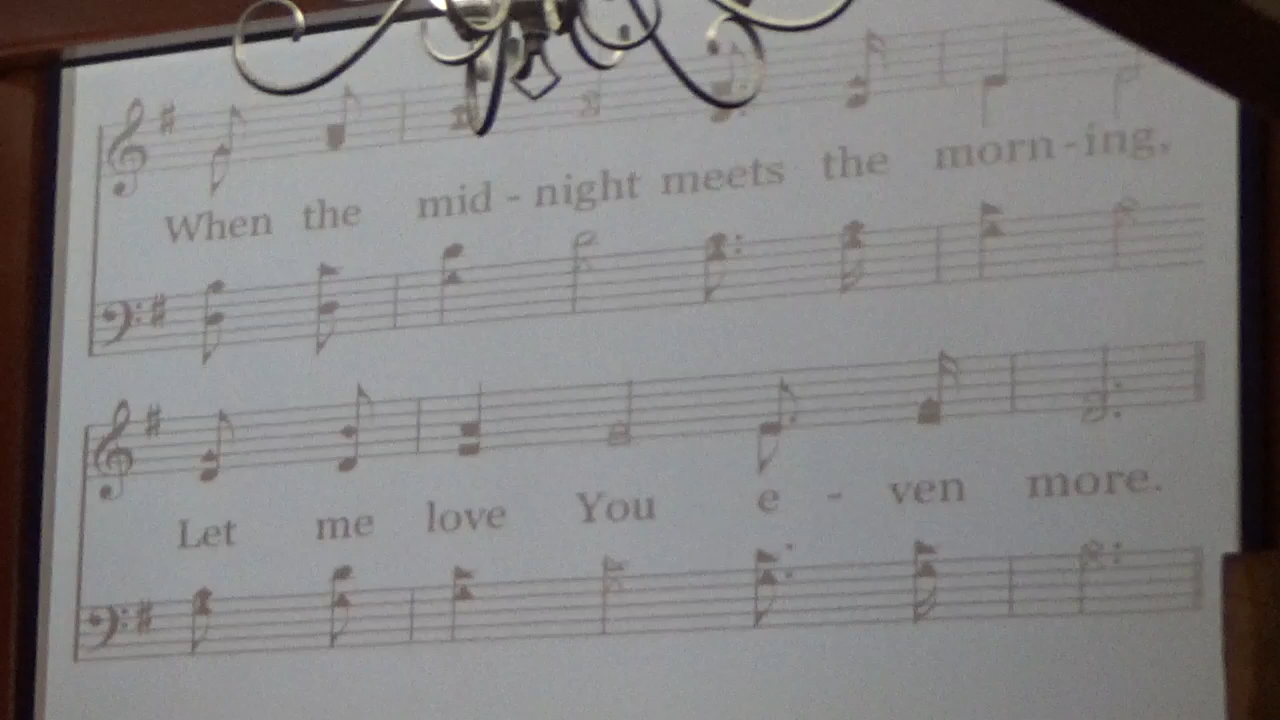 When the mid - night meets the morn - ing,
Let me love You e - ven more.